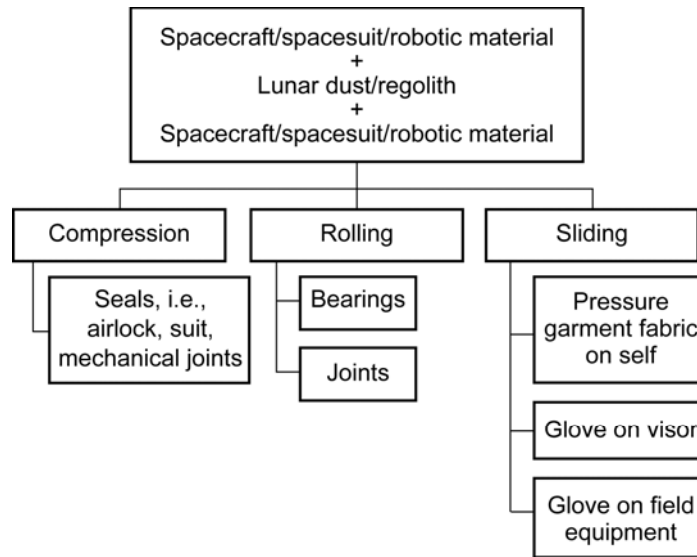 Spacecraft/spacesuit/robotic material
+
Lunar dust/regolith
+
Spacecraft/spacesuit/robotic material
Compression
Seals, i.e.,
airlock, suit,
mechanical joints
Rolling
Bearings
Joints
Sliding
Pressure
garment fabric
on self
Glove on visor
Glove on field
equipment